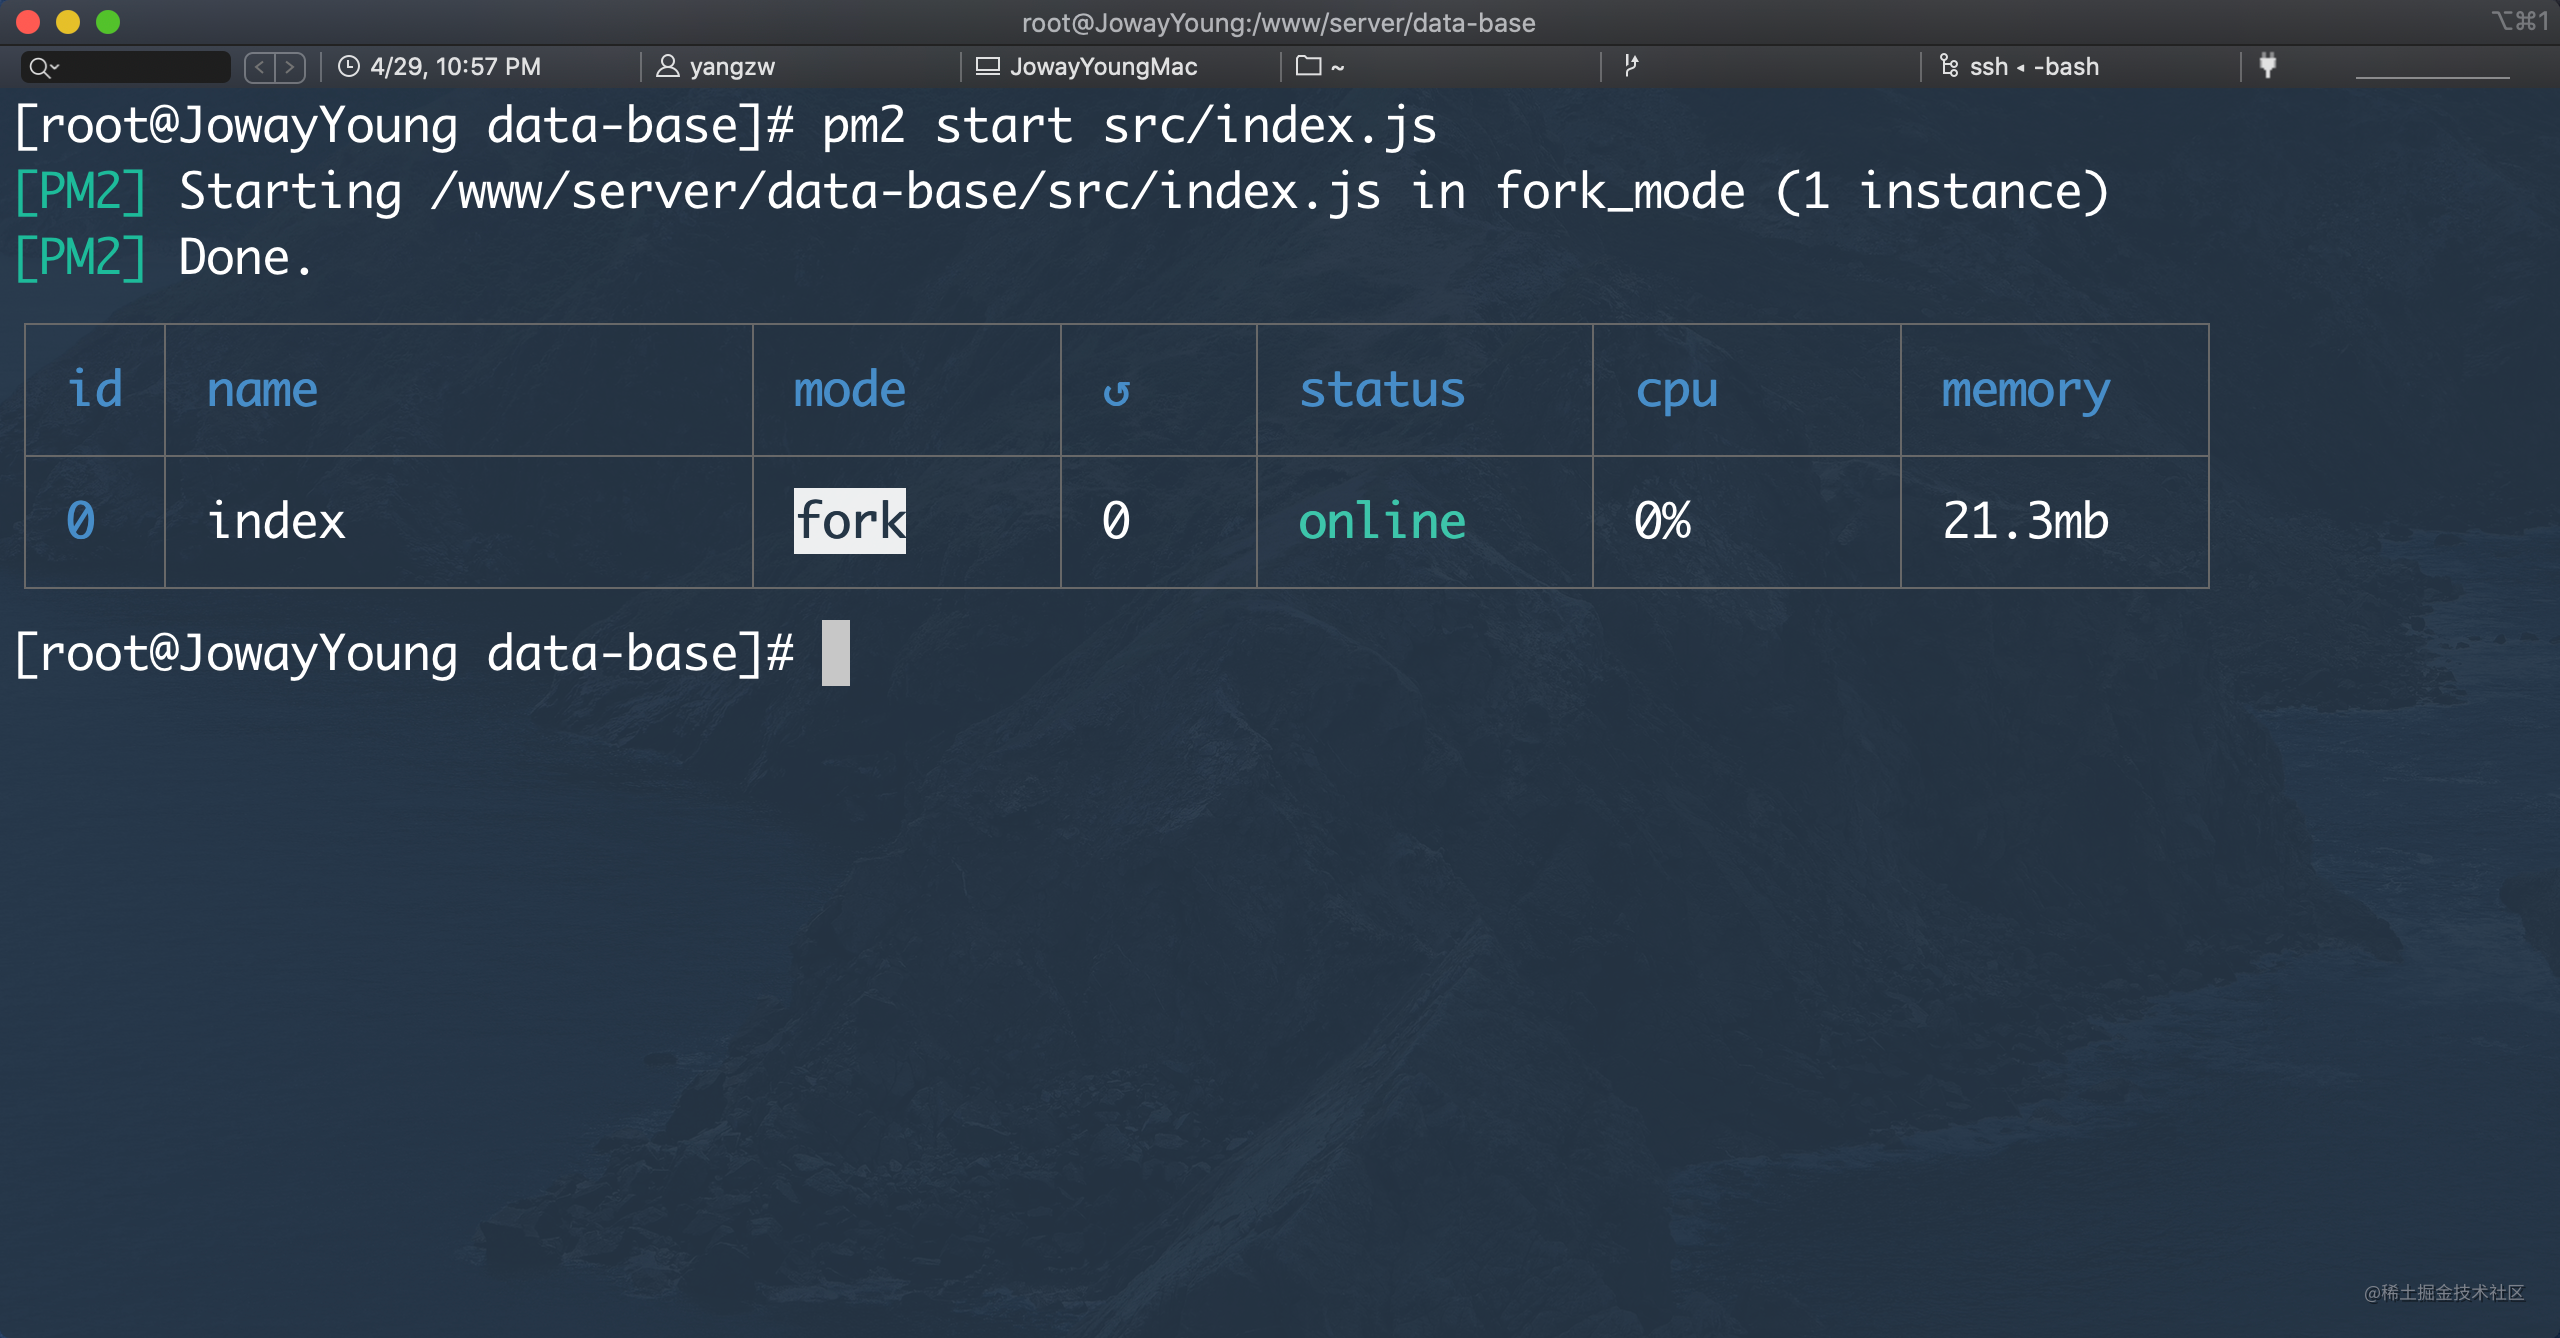 root@JowayYoung:/www/server/data-base
⌥⌘1
4/29, 10:57 PM yangzw JowayYoungMac ~ ssh ◂ -bash
[root@JowayYoung data-base]# pm2 start src/index.js
[PM2] Starting /www/server/data-base/src/index.js in fork_mode (1 instance)
[PM2] Done.
id name mode ↺ status cpu memory
0 index fork 0 online 0% 21.3mb
[root@JowayYoung data-base]#
@稀土掘金技术社区